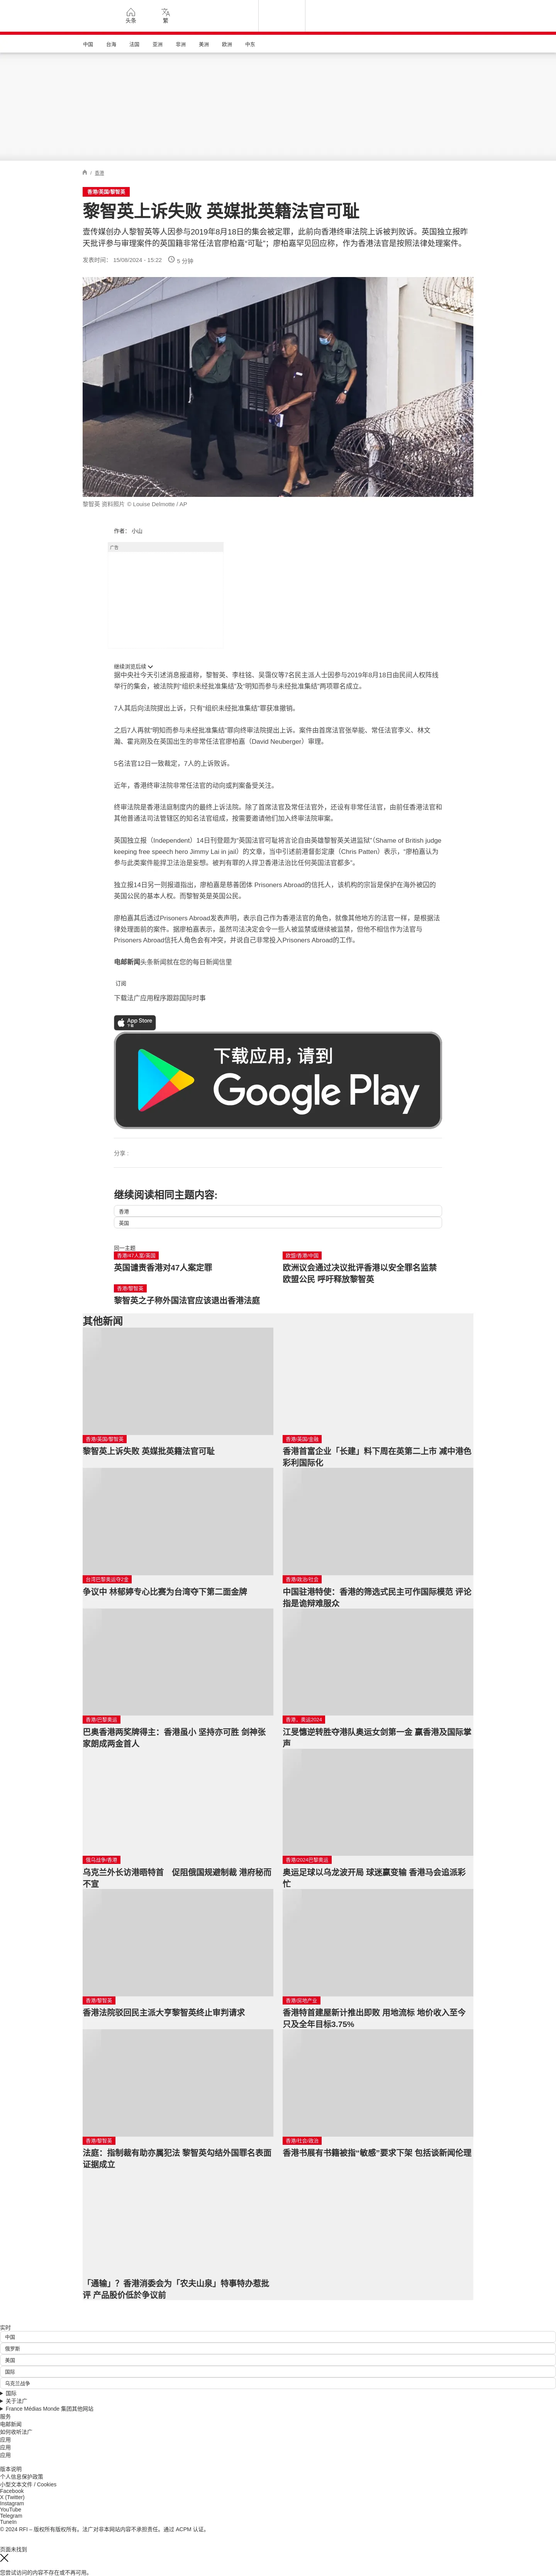 头条
繁
中国 台海 法国 亚洲 非洲 美洲 欧洲 中东
/ 香港
香港/英国/黎智英
黎智英上诉失败 英媒批英籍法官可耻
壹传媒创办人黎智英等人因参与2019年8月18日的集会被定罪，此前向香港终审法院上诉被判败诉。英国独立报昨
天批评参与审理案件的英国籍非常任法官廖柏嘉“可耻”；廖柏嘉罕见回应称，作为香港法官是按照法律处理案件。
发表时间： 15/08/2024 - 15:22 5 分钟
黎智英 资料照片 © Louise Delmotte / AP
作者： 小山
广告
继续浏览后续
据中央社今天引述消息报道称，黎智英、李柱铭、吴霭仪等7名民主派人士因参与2019年8月18日由民间人权阵线
举行的集会，被法院判“组织未经批准集结”及“明知而参与未经批准集结”两项罪名成立。
7人其后向法院提出上诉，只有“组织未经批准集结”罪获准撤销。
之后7人再就“明知而参与未经批准集结”罪向终审法院提出上诉。案件由首席法官张举能、常任法官李义、林文
瀚、霍兆刚及在英国出生的非常任法官廖柏嘉（David Neuberger）审理。
5名法官12日一致裁定，7人的上诉败诉。
近年，香港终审法院非常任法官的动向或判案备受关注。
终审法院是香港法庭制度内的最终上诉法院。除了首席法官及常任法官外，还设有非常任法官，由前任香港法官和
其他普通法司法管辖区的知名法官组成，按需要邀请他们加入终审法院审案。
英国独立报（Independent）14日刊登题为“英国法官可耻将言论自由英雄黎智英关进监狱”（Shame of British judge
keeping free speech hero Jimmy Lai in jail）的文章，当中引述前港督彭定康（Chris Patten）表示，“廖柏嘉认为
参与此类案件能捍卫法治是妄想。被判有罪的人捍卫香港法治比任何英国法官都多”。
独立报14日另一则报道指出，廖柏嘉是慈善团体 Prisoners Abroad的信托人，该机构的宗旨是保护在海外被囚的
英国公民的基本人权。而黎智英是英国公民。
廖柏嘉其后透过Prisoners Abroad发表声明，表示自己作为香港法官的角色，就像其他地方的法官一样，是根据法
律处理面前的案件。据廖柏嘉表示，虽然司法决定会令一些人被监禁或继续被监禁，但他不相信作为法官与
Prisoners Abroad信托人角色会有冲突，并说自己非常投入Prisoners Abroad的工作。
电邮新闻头条新闻就在您的每日新闻信里
订阅
下载法广应用程序跟踪国际时事
App Store
下载
下载应用，请到
Google Play
分享 :
继续阅读相同主题内容:
香港
英国
同一主题
香港/47人案/英国
英国谴责香港对47人案定罪
欧盟/香港/中国
欧洲议会通过决议批评香港以安全罪名监禁
欧盟公民 呼吁释放黎智英
香港/黎智英
黎智英之子称外国法官应该退出香港法庭
其他新闻
香港/英国/黎智英
黎智英上诉失败 英媒批英籍法官可耻
香港/英国/金融
香港首富企业「长建」料下周在英第二上市 减中港色
彩利国际化
台湾巴黎奥运夺2金
争议中 林郁婷专心比赛为台湾夺下第二面金牌
香港/政治/社会
中国驻港特使：香港的筛选式民主可作国际模范 评论
指是诡辩难服众
香港/巴黎奥运
巴奥香港两奖牌得主：香港虽小 坚持亦可胜 剑神张
家朗成两金首人
香港、奥运2024
江旻憓逆转胜夺港队奥运女剑第一金 赢香港及国际掌
声
俄乌战争/香港
乌克兰外长访港晤特首 促阻俄国规避制裁 港府秘而
不宣
香港/2024巴黎奥运
奥运足球以乌龙波开局 球迷赢变输 香港马会追派彩
忙
香港/黎智英
香港法院驳回民主派大亨黎智英终止审判请求
香港/房地产业
香港特首建屋新计推出即败 用地流标 地价收入至今
只及全年目标3.75%
香港/黎智英
法庭：指制裁有助亦属犯法 黎智英勾结外国罪名表面
证据成立
香港/社会/政治
香港书展有书籍被指“敏感”要求下架 包括谈新闻伦理
「通输」？香港消委会为「农夫山泉」特事特办惹批
评 产品股价低於争议前
实时
中国
俄罗斯
美国
国际
马克兰战争
国际
关于法广
France Médias Monde 集团其他网站
服务
电邮新闻
如何收听法广
应用
应用
应用
版本说明
个人信息保护政策
小型文本文件 / Cookies
Facebook
X (Twitter)
Instagram
YouTube
Telegram
TuneIn
© 2024 RFI – 版权所有版权所有。法广对非本网站内容不承担责任。通过 ACPM 认证。
页面未找到
您尝试访问的内容不存在或不再可用。